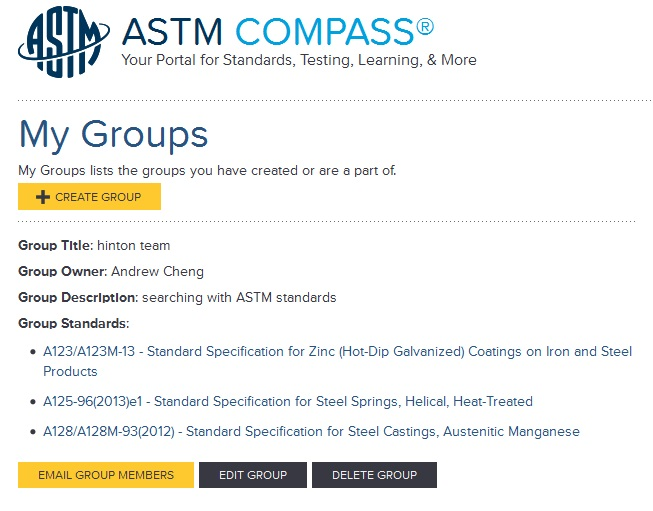 ASTM
ASTM COMPASS®
Your Portal for Standards, Testing, Learning, & More
My Groups
My Groups lists the groups you have created or are a part of.
CREATE GROUP
Group Title: hinton team
Group Owner: Andrew Cheng
Group Description: searching with ASTM standards
Group Standards:
• A123/A123M-13 - Standard Specification for Zinc (Hot-Dip Galvanized) Coatings on Iron and Steel
Products
• A125-96(2013)e1 - Standard Specification for Steel Springs, Helical, Heat-Treated
• A128/A128M-93(2012) - Standard Specification for Steel Castings, Austenitic Manganese
EMAIL GROUP MEMBERS EDIT GROUP DELETE GROUP